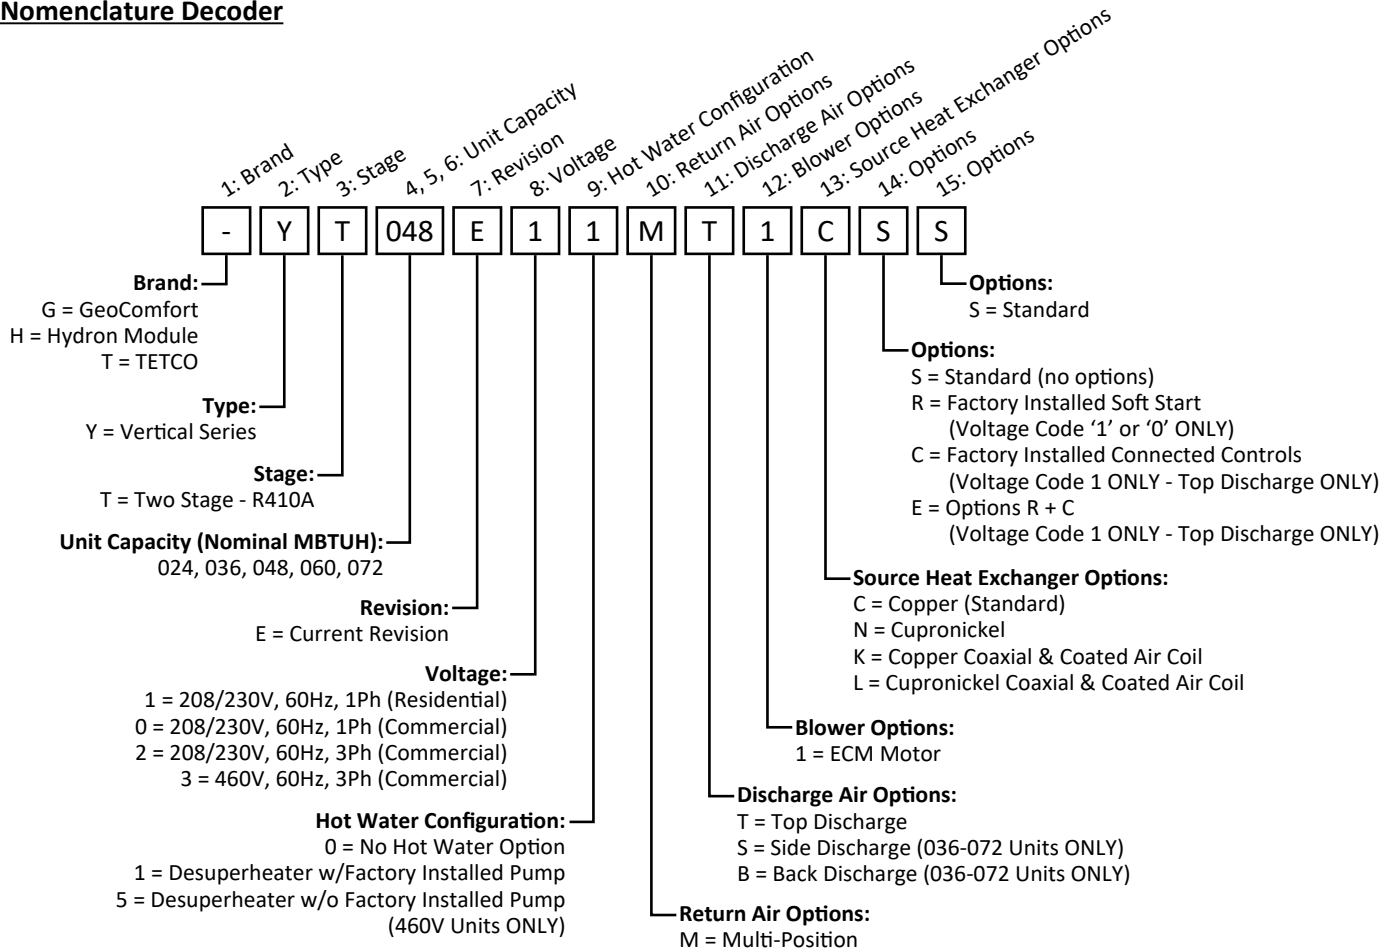 Nomenclature Decoder
1: Brand
2: Type
3: Stage
4, 5, 6: Unit Capacity
7: Revision
8: Voltage
9: Hot Water Configuration
10: Return Air Options
11: Discharge Air Options
12: Blower Options
13: Source Heat Exchanger Options
14: Options
15: Options
- Y T 048 E 1 1 M T 1 C S S
Brand:
G = GeoComfort
H = Hydron Module
T = TETCO
Type:
Y = Vertical Series
Stage:
T = Two Stage - R410A
Unit Capacity (Nominal MBTUH):
024, 036, 048, 060, 072
Revision:
E = Current Revision
Voltage:
1 = 208/230V, 60Hz, 1Ph (Residential)
0 = 208/230V, 60Hz, 1Ph (Commercial)
2 = 208/230V, 60Hz, 3Ph (Commercial)
3 = 460V, 60Hz, 3Ph (Commercial)
Hot Water Configuration:
0 = No Hot Water Option
1 = Desuperheater w/Factory Installed Pump
5 = Desuperheater w/o Factory Installed Pump
(460V Units ONLY)
Options:
S = Standard
Options:
S = Standard (no options)
R = Factory Installed Soft Start
(Voltage Code ‘1’ or ‘0’ ONLY)
C = Factory Installed Connected Controls
(Voltage Code 1 ONLY - Top Discharge ONLY)
E = Options R + C
(Voltage Code 1 ONLY - Top Discharge ONLY)
Source Heat Exchanger Options:
C = Copper (Standard)
N = Cupronickel
K = Copper Coaxial & Coated Air Coil
L = Cupronickel Coaxial & Coated Air Coil
Blower Options:
1 = ECM Motor
Discharge Air Options:
T = Top Discharge
S = Side Discharge (036-072 Units ONLY)
B = Back Discharge (036-072 Units ONLY)
Return Air Options:
M = Multi-Position